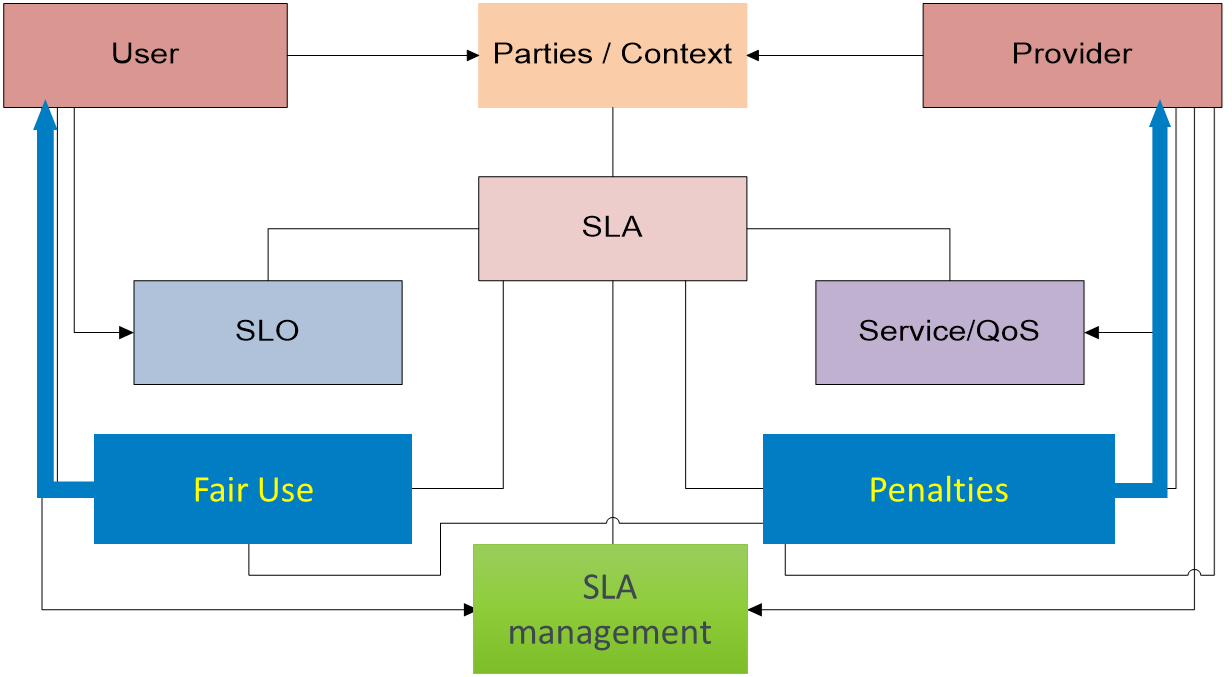 User
Parties / Context
Provider
SLA
SLO
Service/QoS
Fair Use
Penalties
SLA
management